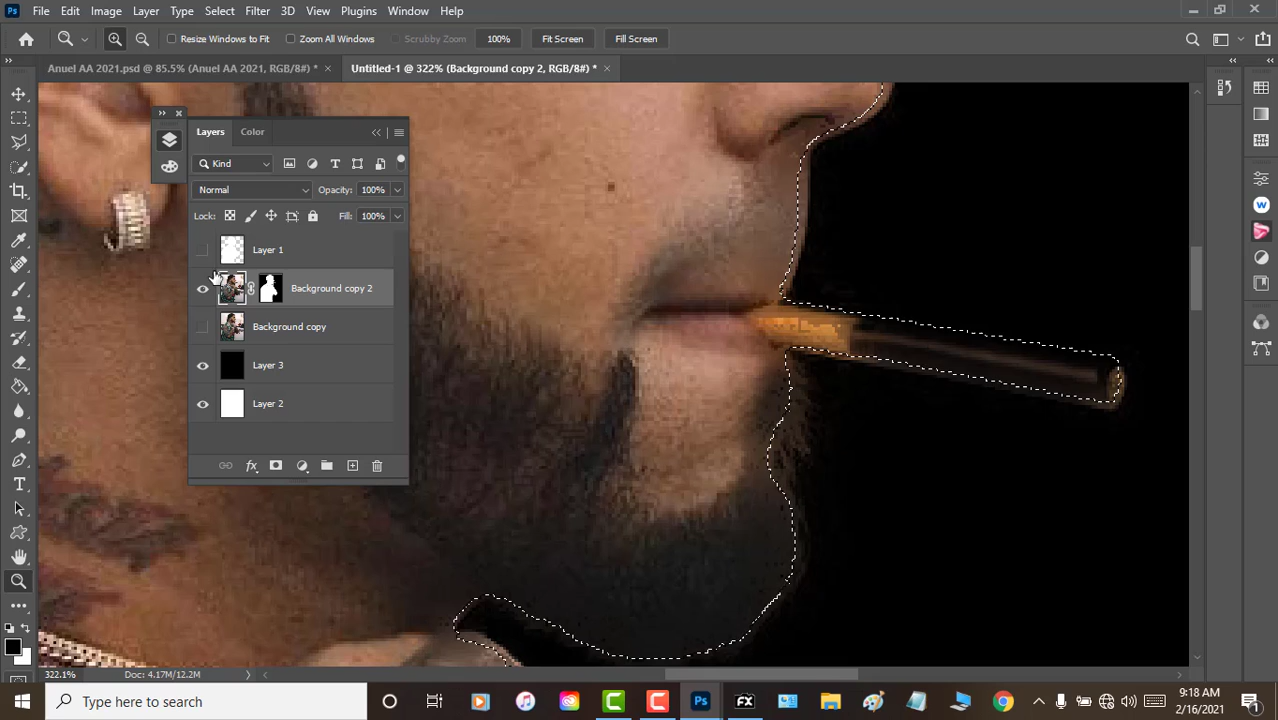 Ps File Edit Image Layer Type Select Filter 3D View Plugins Window Help
Resize Windows to Fit Zoom All Windows Scrubby Zoom 100% Fit Screen Fill Screen
Anuel AA 2021.psd @ 85.5% (Anuel AA 2021, RGB/8#) * × Untitled-1 @ 322% (Background copy 2, RGB/8#) * ×
Layers Color
Kind
Normal Opacity: 100%
Lock: Fill: 100%
Layer 1
Background copy 2
Background copy
Layer 3
Layer 2
fx
322.1% Doc: 4.17M/12.2M
Type here to search
Ps
FX
9:18 AM
2/16/2021